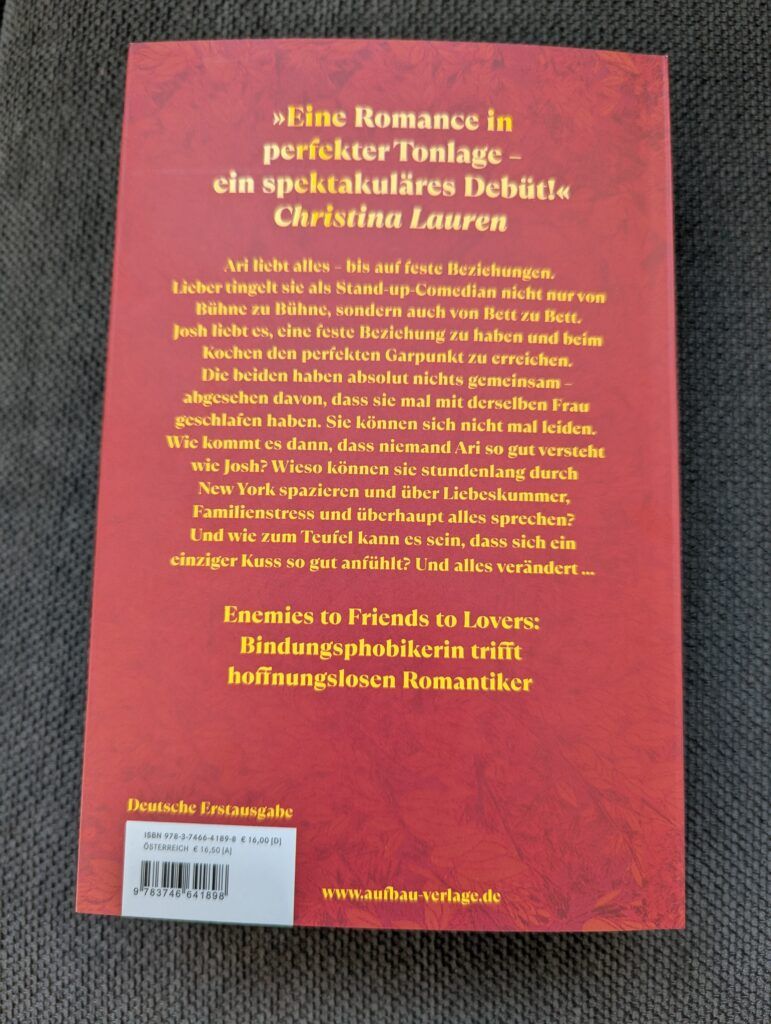 »Eine Romance in
perfekter Tonlage –
ein spektakuläres Debüt!«
Christina Lauren
Ari liebt alles – bis auf feste Beziehungen.
Lieber tingelt sie als Stand-up-Comedian nicht nur von
Bühne zu Bühne, sondern auch von Bett zu Bett.
Josh liebt es, eine feste Beziehung zu haben und beim
Kochen den perfekten Garpunkt zu erreichen.
Die beiden haben absolut nichts gemeinsam –
abgesehen davon, dass sie mal mit derselben Frau
geschlafen haben. Sie können sich nicht mal leiden.
Wie kommt es dann, dass niemand Ari so gut versteht
wie Josh? Wieso können sie stundenlang durch
New York spazieren und über Liebeskummer,
Familienstress und überhaupt alles sprechen?
Und wie zum Teufel kann es sein, dass sich ein
einziger Kuss so gut anfühlt? Und alles verändert ...
Enemies to Friends to Lovers:
Bindungsphobikerin trifft
hoffnungslosen Romantiker
Deutsche Erstausgabe
ISBN 978-3-7466-4189-8 € 16,00 [D]
ÖSTERREICH € 16,50 [A]
9 783746 641898
www.aufbau-verlage.de